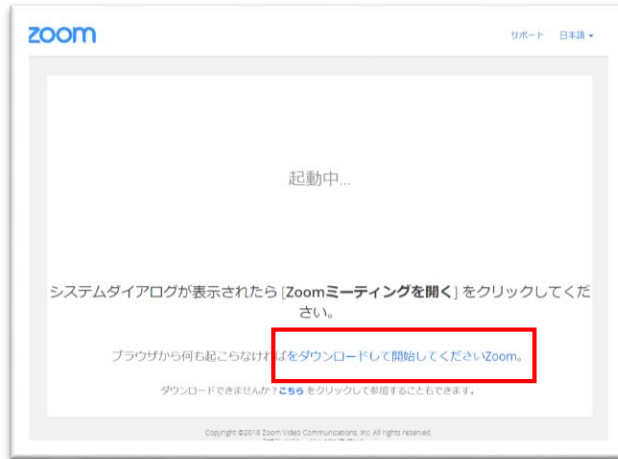 zoom
サポート 日本語
起動中...
システムダイアログが表示されたら [Zoomミーティングを開く] をクリックしてくだ
さい。
ブラウザから何も起こらなければをダウンロードして開始してくださいZoom。
ダウンロードできませんか？こちら をクリックして参加することもできます。
Copyright ©2018 Zoom Video Communications, Inc. All rights reserved.